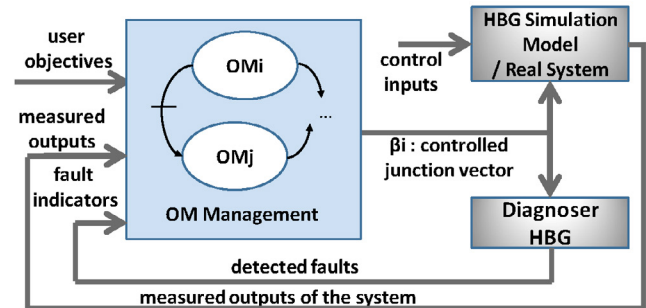 user
objectives
measured
outputs
fault
indicators
OMi
...
OMj
OM Management
control
inputs
HBG Simulation
Model
/ Real System
βi : controlled
junction vector
Diagnoser
HBG
detected faults
measured outputs of the system